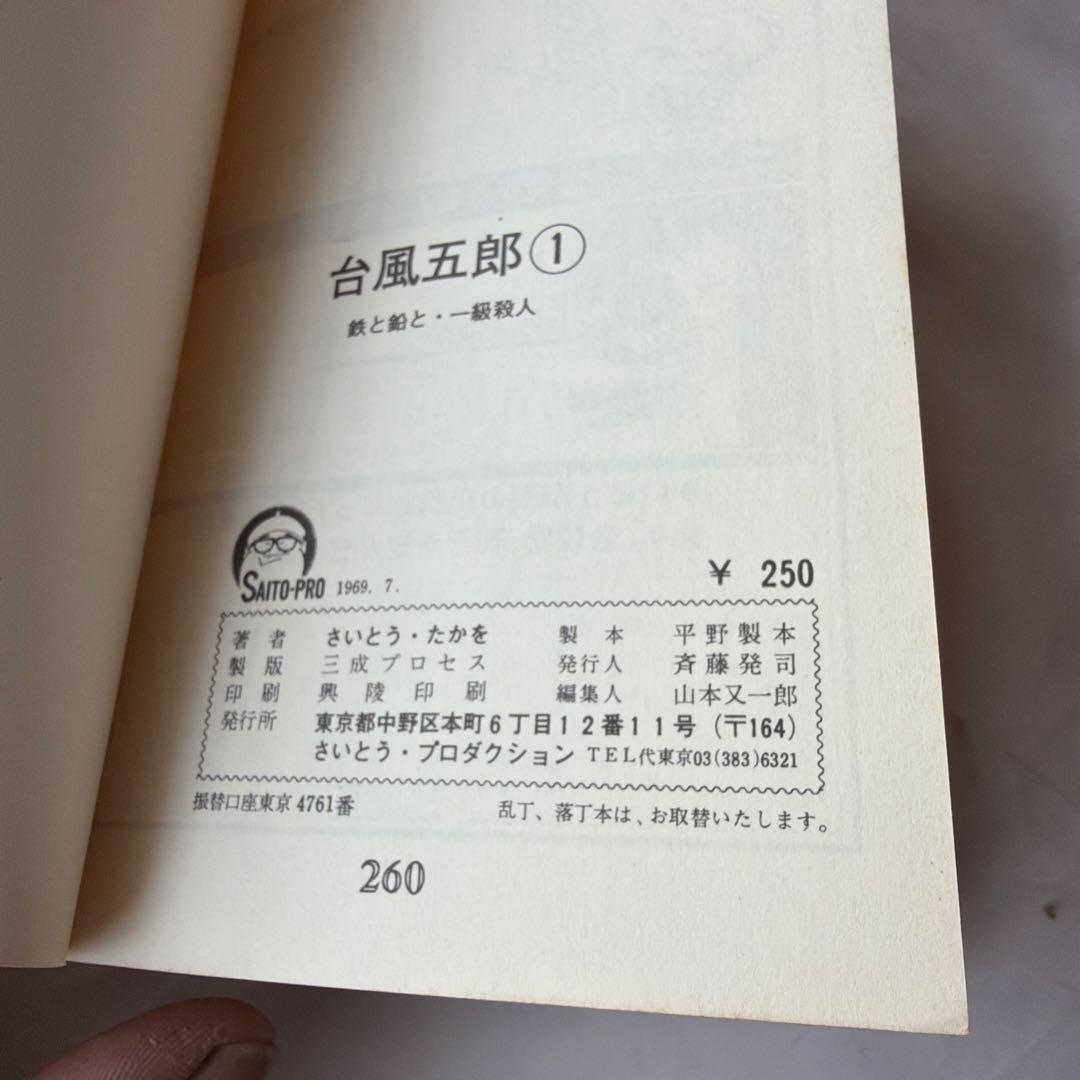 台風五郎①
鉄と鉛と・一級殺人
SAITO-PRO 1969. 7.
¥ 250
著者 さいとう・たかを 製本 平野製本
製版 三成プロセス 発行人 斉藤発司
印刷 興陵印刷 編集人 山本又一郎
発行所 東京都中野区本町6丁目12番11号(〒164)
さいとう・プロダクション TEL代東京03(383)6321
振替口座東京4761番 乱丁、落丁本は、お取替いたします。
260